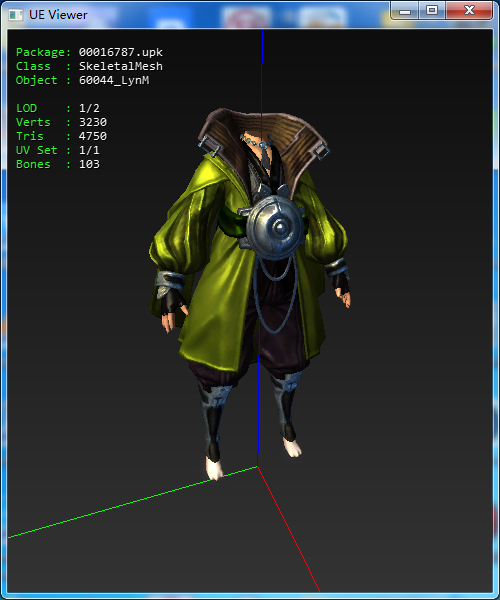 UE Viewer
Package: 00016787.upk
Class : SkeletalMesh
Object : 60044_LynM
LOD : 1/2
Verts : 3230
Tris : 4750
UV Set : 1/1
Bones : 103